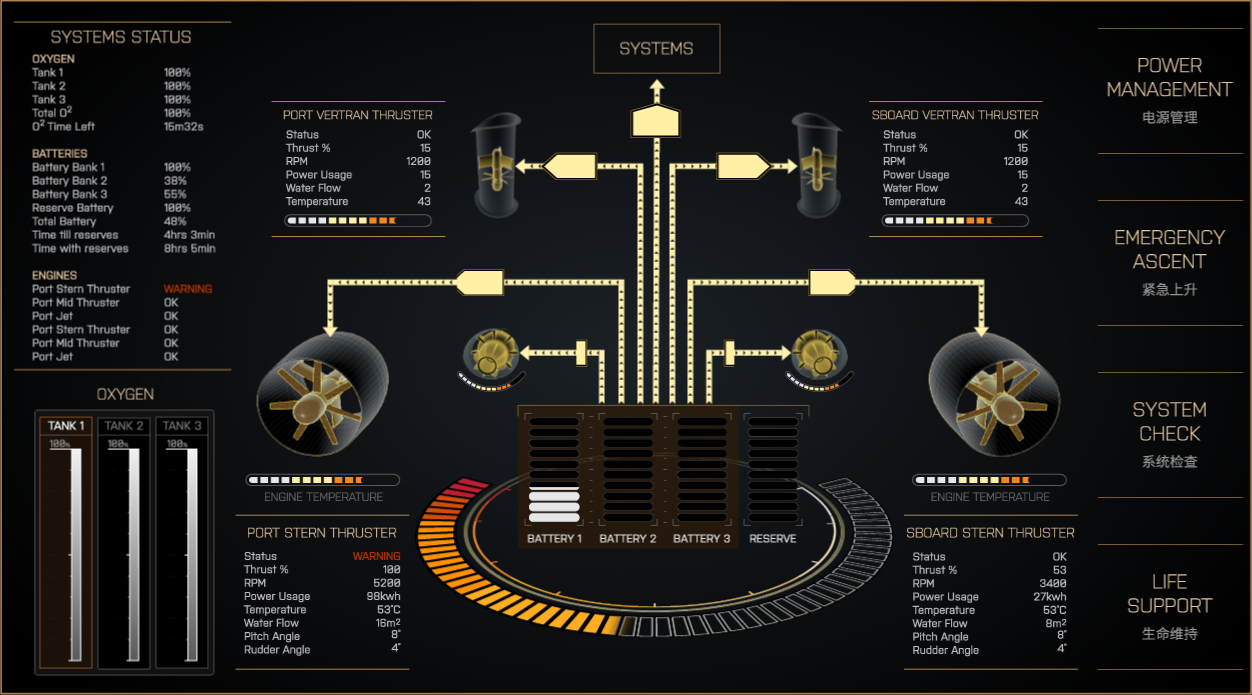 SYSTEMS STATUS
OXYGEN
Tank 1 100%
Tank 2 100%
Tank 3 100%
Total O² 100%
O² Time Left 15m32s
BATTERIES
Battery Bank 1 100%
Battery Bank 2 38%
Battery Bank 3 55%
Reserve Battery 100%
Total Battery 48%
Time till reserves 4hrs 3min
Time with reserves 8hrs 5min
ENGINES
Port Stern Thruster WARNING
Port Mid Thruster OK
Port Jet OK
Port Stern Thruster OK
Port Mid Thruster OK
Port Jet OK
OXYGEN
TANK 1 TANK 2 TANK 3
100% 100% 100%
SYSTEMS
PORT VERTRAN THRUSTER
Status OK
Thrust % 15
RPM 1200
Power Usage 15
Water Flow 2
Temperature 43
SBOARD VERTRAN THRUSTER
Status OK
Thrust % 15
RPM 1200
Power Usage 15
Water Flow 2
Temperature 43
ENGINE TEMPERATURE
PORT STERN THRUSTER
Status WARNING
Thrust % 100
RPM 5200
Power Usage 98kwh
Temperature 53°C
Water Flow 16m²
Pitch Angle 8°
Rudder Angle 4°
BATTERY 1 BATTERY 2 BATTERY 3 RESERVE
ENGINE TEMPERATURE
SBOARD STERN THRUSTER
Status OK
Thrust % 53
RPM 3400
Power Usage 27kwh
Temperature 53°C
Water Flow 8m²
Pitch Angle 8°
Rudder Angle 4°
POWER
MANAGEMENT
电源管理
EMERGENCY
ASCENT
紧急上升
SYSTEM
CHECK
系统检查
LIFE
SUPPORT
生命维持